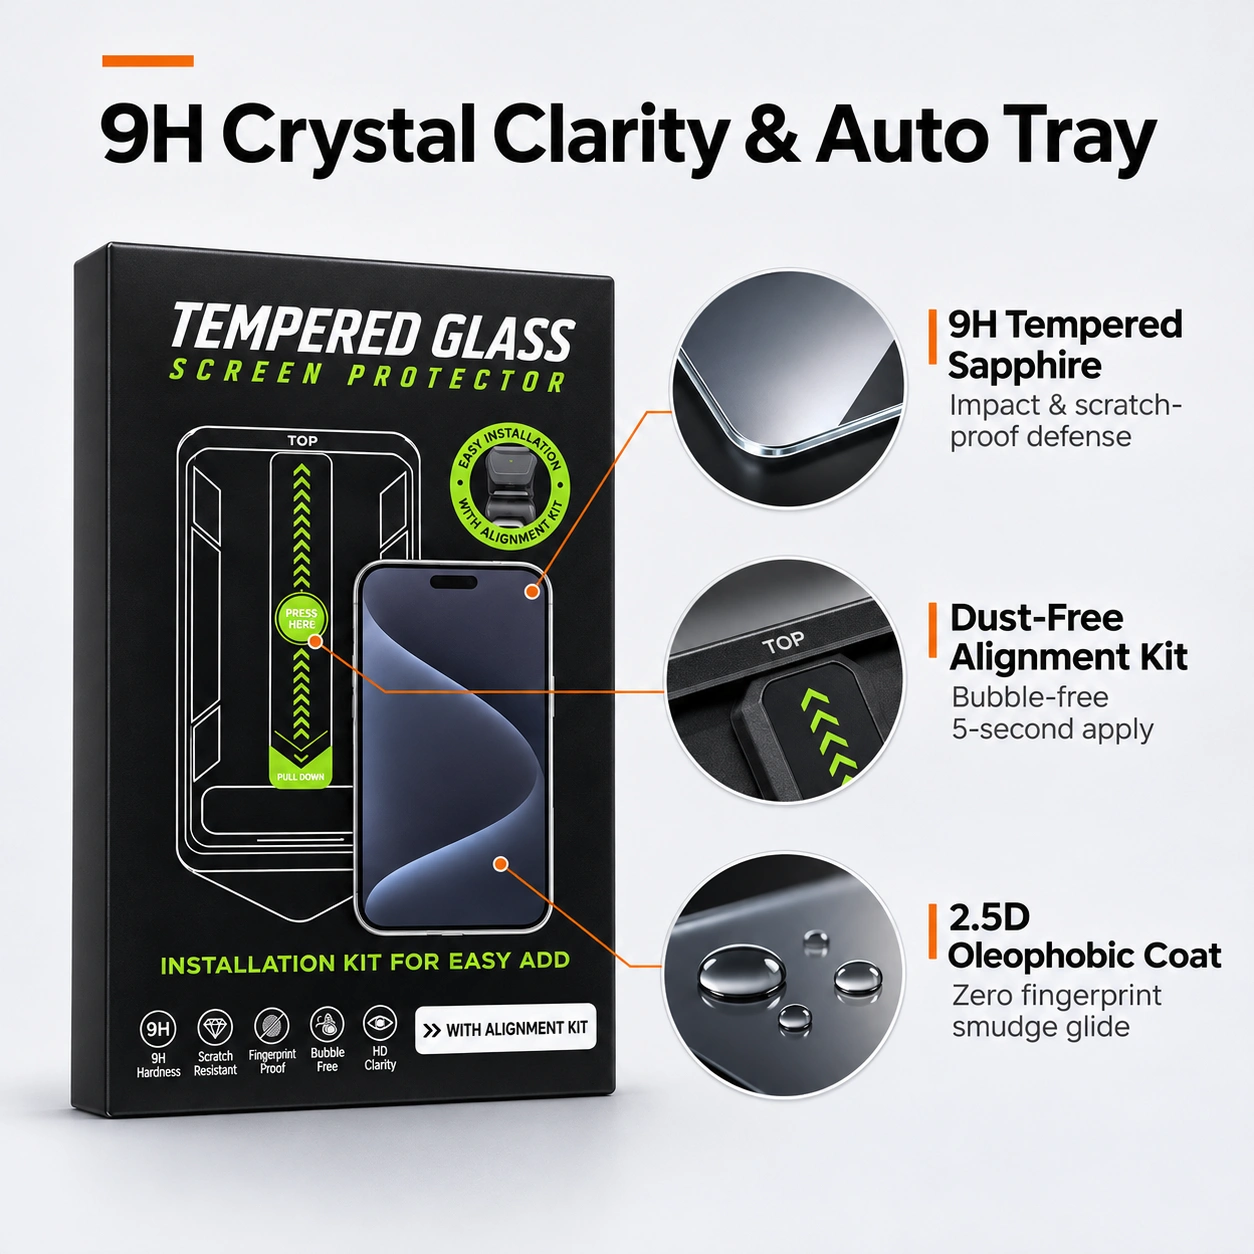 9H Crystal Clarity & Auto Tray
TEMPERED GLASS
SCREEN PROTECTOR
TOP
EASY INSTALLATION
WITH ALIGNMENT KIT
PRESS
HERE
PULL DOWN
INSTALLATION KIT FOR EASY ADD
9H
9H
Hardness
Scratch
Resistant
Fingerprint
Proof
Bubble
Free
HD
Clarity
WITH ALIGNMENT KIT
9H Tempered
Sapphire
Impact & scratch-
proof defense
TOP
Dust-Free
Alignment Kit
Bubble-free
5-second apply
2.5D
Oleophobic Coat
Zero fingerprint
smudge glide